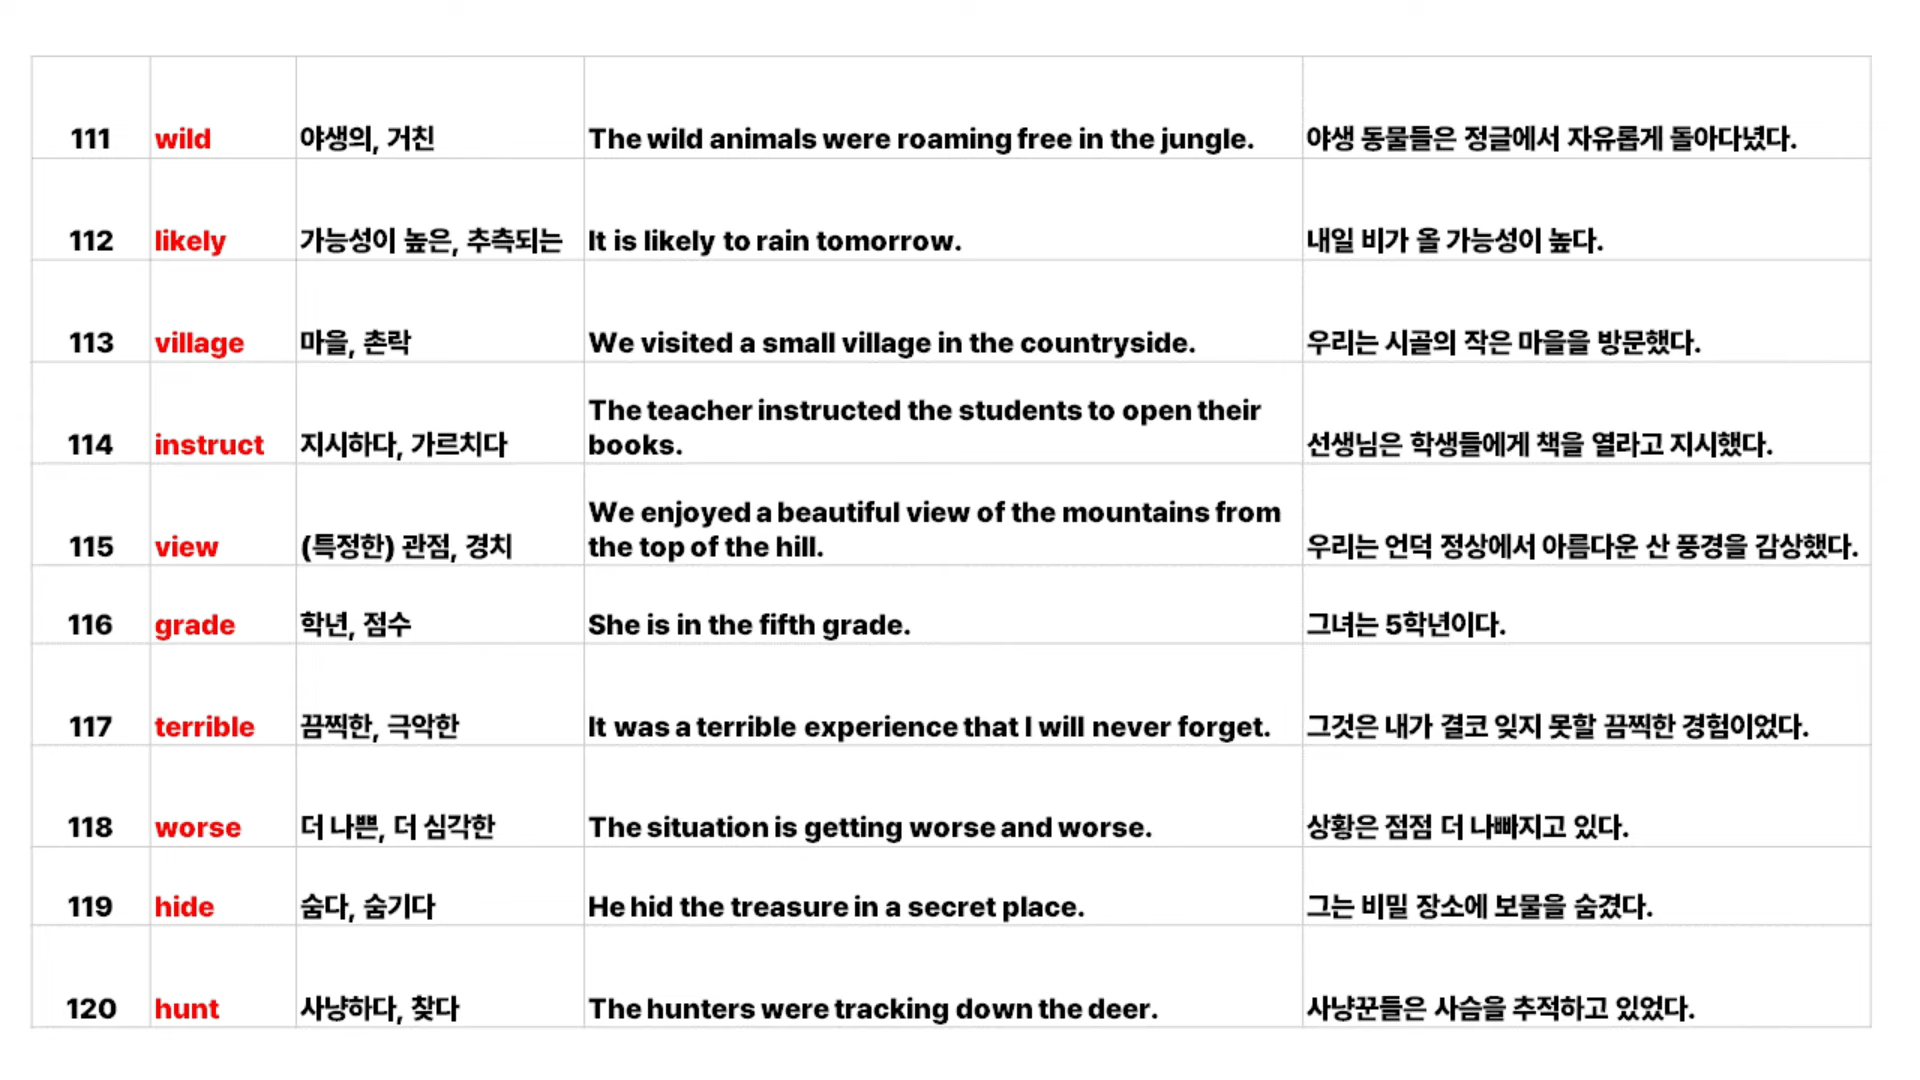 111 wild 야생의, 거친 The wild animals were roaming free in the jungle. 야생 동물들은 정글에서 자유롭게 돌아다녔다.
112 likely 가능성이 높은, 추측되는 It is likely to rain tomorrow. 내일 비가 올 가능성이 높다.
113 village 마을, 촌락 We visited a small village in the countryside. 우리는 시골의 작은 마을을 방문했다.
The teacher instructed the students to open their
114 instruct 지시하다, 가르치다 books. 선생님은 학생들에게 책을 열라고 지시했다.
We enjoyed a beautiful view of the mountains from
115 view (특정한) 관점, 경치 the top of the hill. 우리는 언덕 정상에서 아름다운 산 풍경을 감상했다.
116 grade 학년, 점수 She is in the fifth grade. 그녀는 5학년이다.
117 terrible 끔찍한, 극악한 It was a terrible experience that I will never forget. 그것은 내가 결코 잊지 못할 끔찍한 경험이었다.
118 worse 더 나쁜, 더 심각한 The situation is getting worse and worse. 상황은 점점 더 나빠지고 있다.
119 hide 숨다, 숨기다 He hid the treasure in a secret place. 그는 비밀 장소에 보물을 숨겼다.
120 hunt 사냥하다, 찾다 The hunters were tracking down the deer. 사냥꾼들은 사슴을 추적하고 있었다.